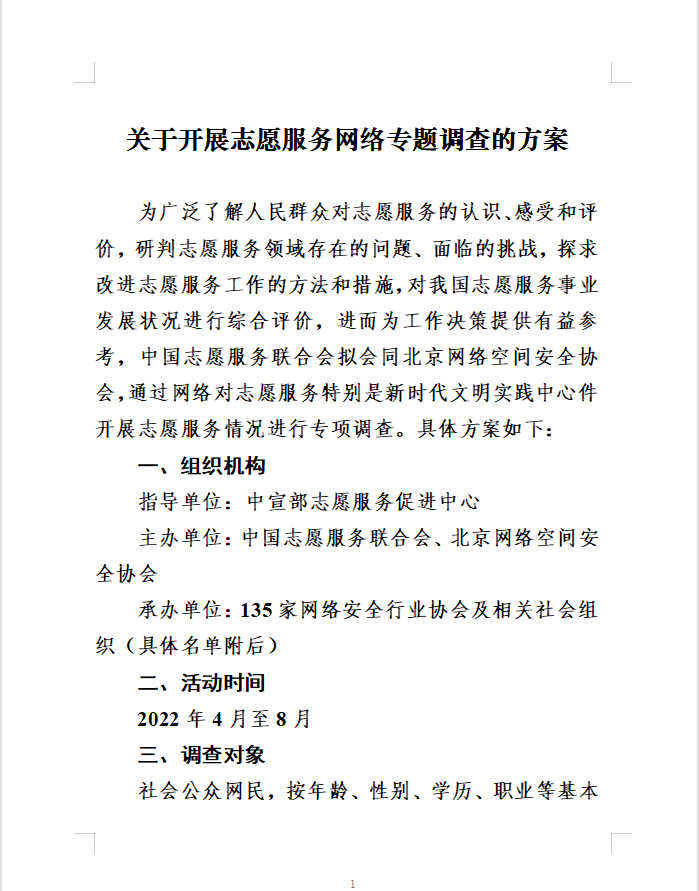 关于开展志愿服务网络专题调查的方案
为广泛了解人民群众对志愿服务的认识、感受和评
价，研判志愿服务领域存在的问题、面临的挑战，探求
改进志愿服务工作的方法和措施，对我国志愿服务事业
发展状况进行综合评价，进而为工作决策提供有益参
考，中国志愿服务联合会拟会同北京网络空间安全协
会，通过网络对志愿服务特别是新时代文明实践中心件
开展志愿服务情况进行专项调查。具体方案如下：
一、组织机构
指导单位：中宣部志愿服务促进中心
主办单位：中国志愿服务联合会、北京网络空间安
全协会
承办单位：135 家网络安全行业协会及相关社会组
织（具体名单附后）
二、活动时间
2022 年 4 月至 8 月
三、调查对象
社会公众网民，按年龄、性别、学历、职业等基本
1